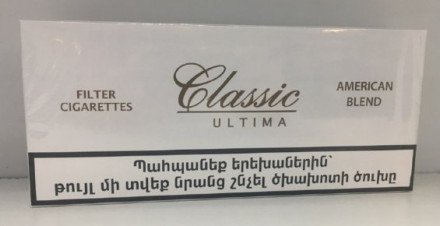 FILTER
CIGARETTES
Classic
ULTIMA
AMERICAN
BLEND
Պահպանեք երեխաներին՝
թույլ մի տվեք նրանց շնչել ծխախոտի ծուխը